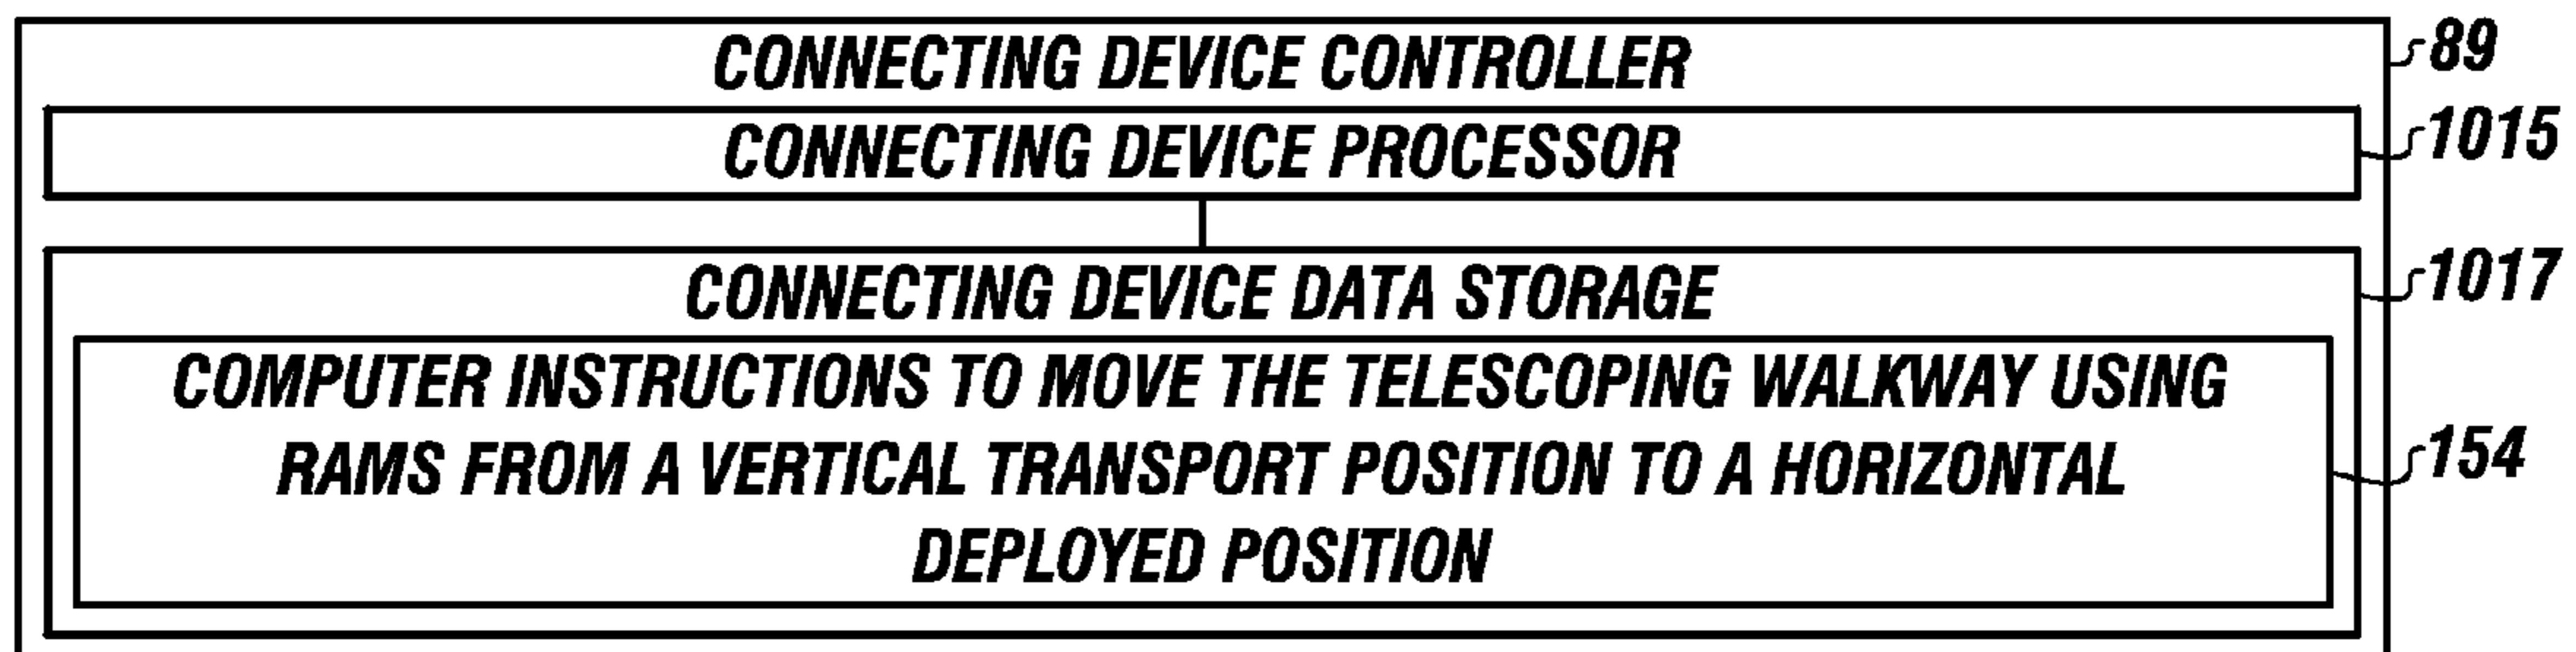 CONNECTING DEVICE CONTROLLER 89
CONNECTING DEVICE PROCESSOR 1015
CONNECTING DEVICE DATA STORAGE 1017
COMPUTER INSTRUCTIONS TO MOVE THE TELESCOPING WALKWAY USING
RAMS FROM A VERTICAL TRANSPORT POSITION TO A HORIZONTAL 154
DEPLOYED POSITION